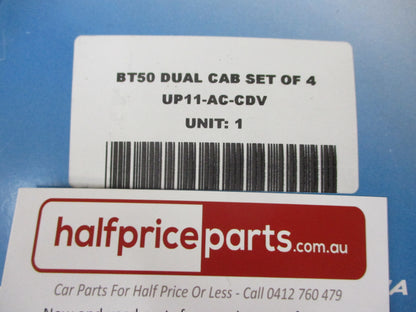 BT50 DUAL CAB SET OF 4
UP11-AC-CDV
UNIT: 1
halfpriceparts.com.au
Car Parts For Half Price Or Less - Call 0412 760 479